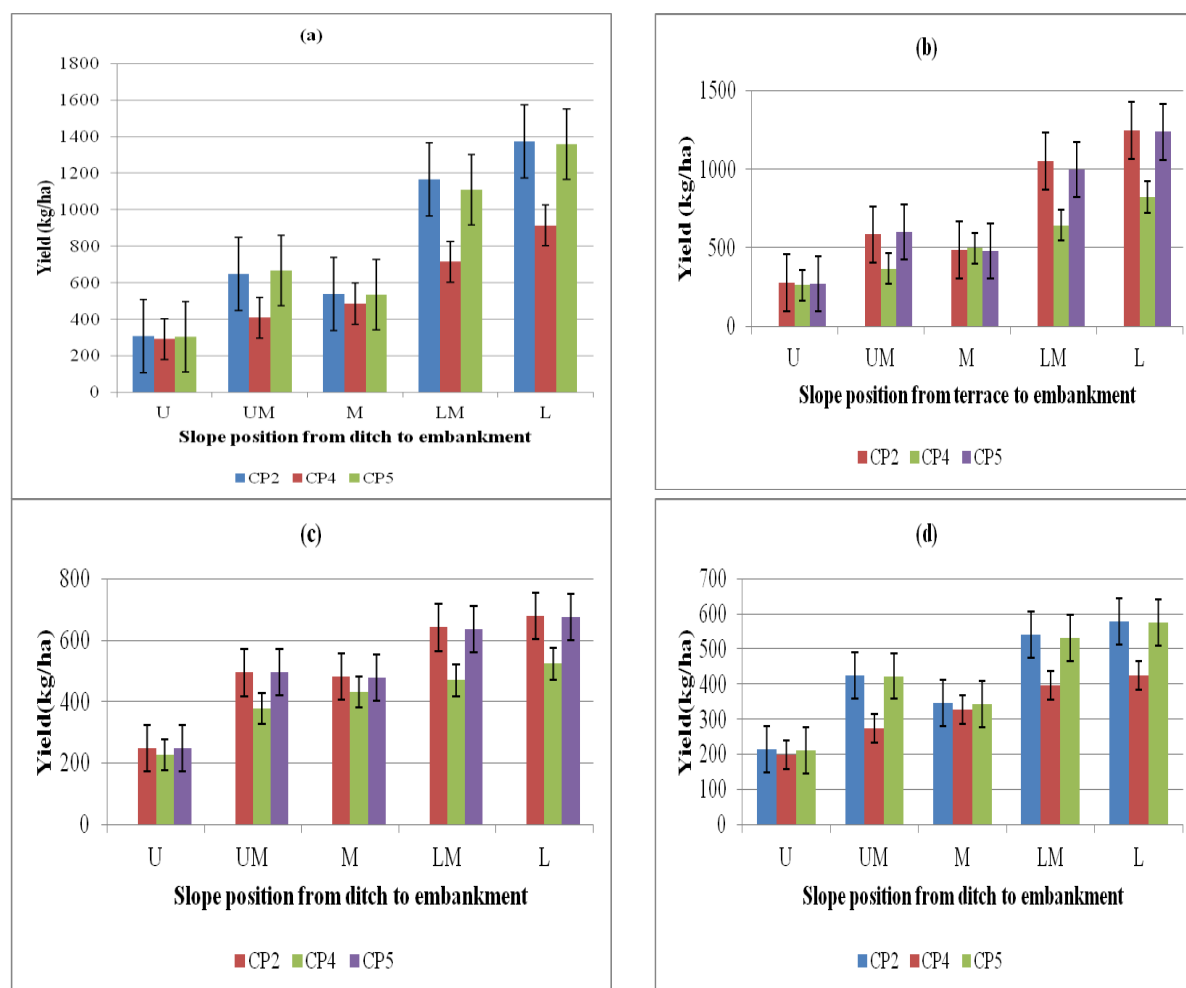 (a)
1800
1600
1400
1200
1000
800
600
400
200
0
Yield (kg/ha)
U UM M LM L
Slope position from ditch to embankment
CP2 CP4 CP5
(b)
1500
1000
500
0
Yield (kg/ha)
U UM M LM L
Slope position from terrace to embankment
CP2 CP4 CP5
(c)
800
600
400
200
0
Yield(kg/ha)
U UM M LM L
Slope position from ditch to embankment
CP2 CP4 CP5
(d)
700
600
500
400
300
200
100
0
Yield(kg/ha)
U UM M LM L
Slope position from ditch to embankment
CP2 CP4 CP5